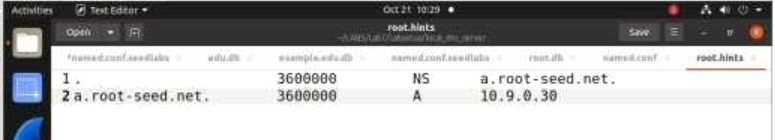 Activities Text Editor Oct 21 10:29
Open root.hints Save
*named.conf.seedlabs edu.db example.edu.db named.conf.seedlabs root.db named.conf root.hints
1 . 3600000 NS a.root-seed.net.
2 a.root-seed.net. 3600000 A 10.9.0.30